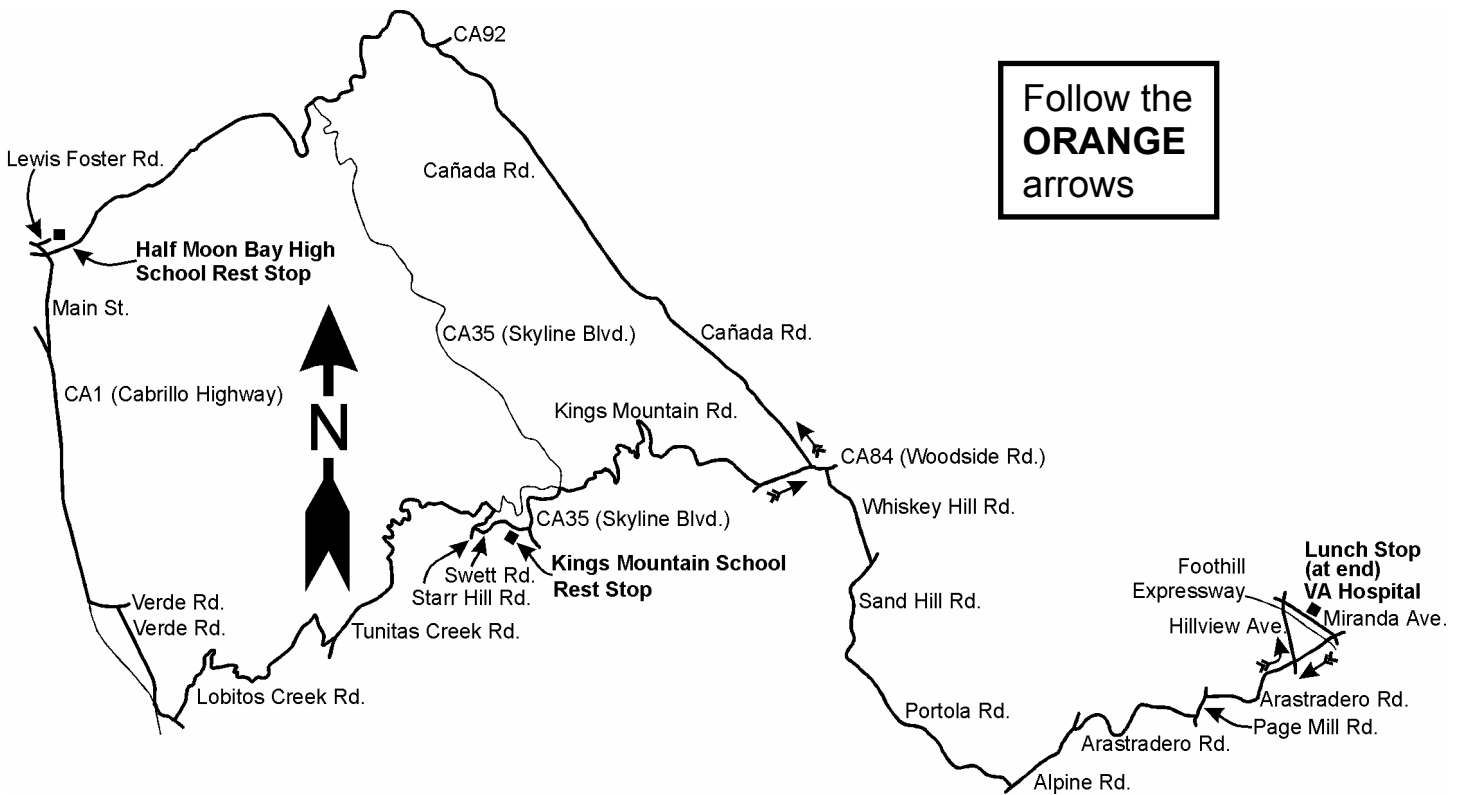 CA92
Follow the
ORANGE
arrows
Lewis Foster Rd.
Cañada Rd.
Half Moon Bay High
School Rest Stop
Main St.
CA35 (Skyline Blvd.)
Cañada Rd.
CA1 (Cabrillo Highway)
N
Kings Mountain Rd.
CA84 (Woodside Rd.)
Whiskey Hill Rd.
CA35 (Skyline Blvd.)
Kings Mountain School
Rest Stop
Swett Rd.
Starr Hill Rd.
Verde Rd.
Verde Rd.
Tunitas Creek Rd.
Lobitos Creek Rd.
Sand Hill Rd.
Foothill
Expressway
Lunch Stop
(at end)
VA Hospital
Miranda Ave.
Hillview Ave.
Portola Rd.
Arastradero Rd.
Page Mill Rd.
Arastradero Rd.
Alpine Rd.